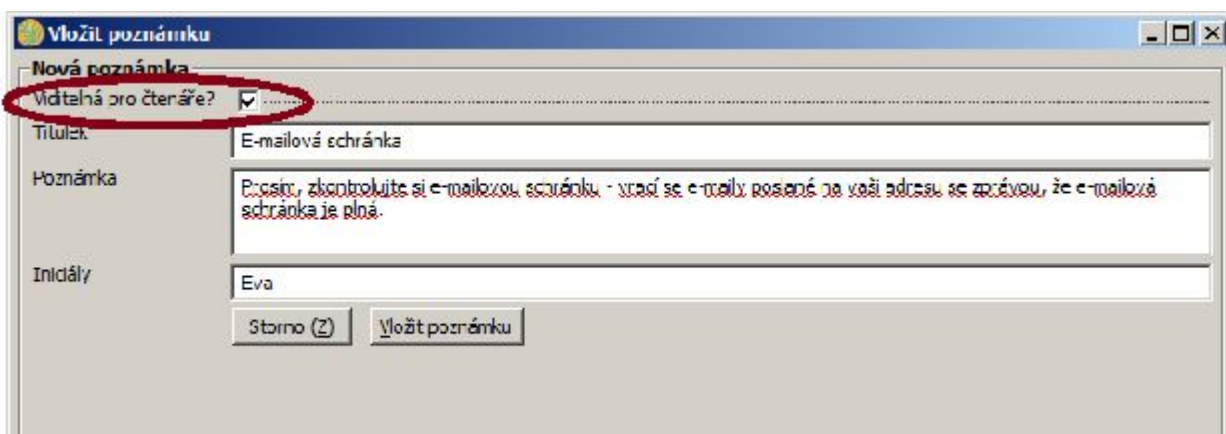 Vložit poznámku
Nová poznámka
Viditelná pro čtenáře?
Titulek
E-mailová schránka
Poznámka
Prosím, zkontrolujte si e-mailovou schránku - vrací se e-maily poslané na vaši adresu se zprávou, že e-mailová
schránka je plná.
Iniciály
Eva
Storno (Z)
Vložit poznámku